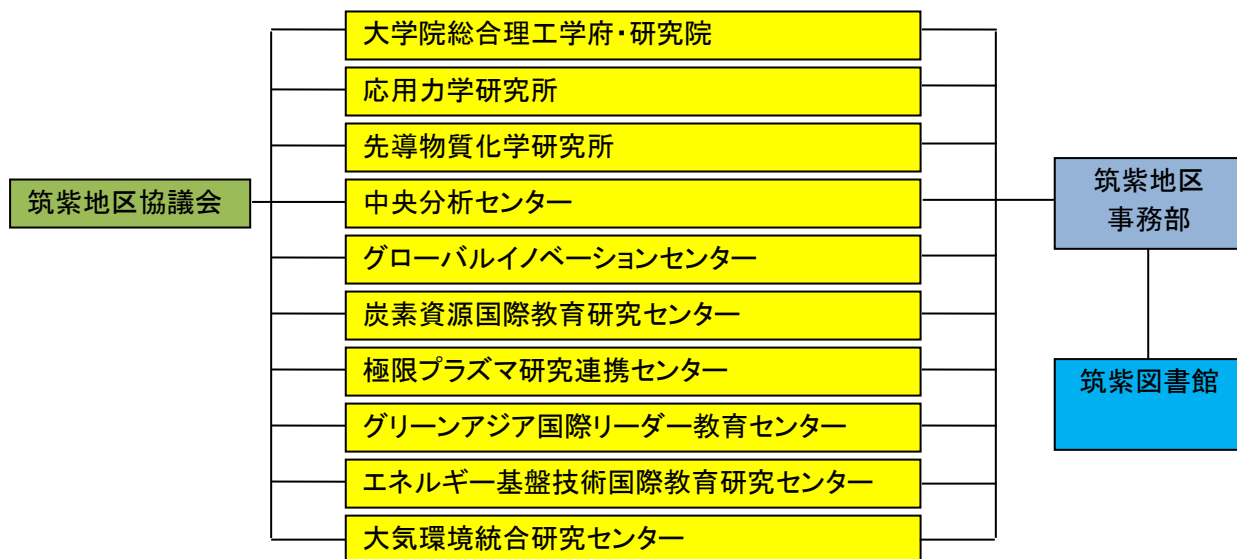 筑紫地区協議会
大学院総合理工学府・研究院
応用力学研究所
先導物質化学研究所
中央分析センター
グローバルイノベーションセンター
炭素資源国際教育研究センター
極限プラズマ研究連携センター
グリーンアジア国際リーダー教育センター
エネルギー基盤技術国際教育研究センター
大気環境統合研究センター
筑紫地区
事務部
筑紫図書館